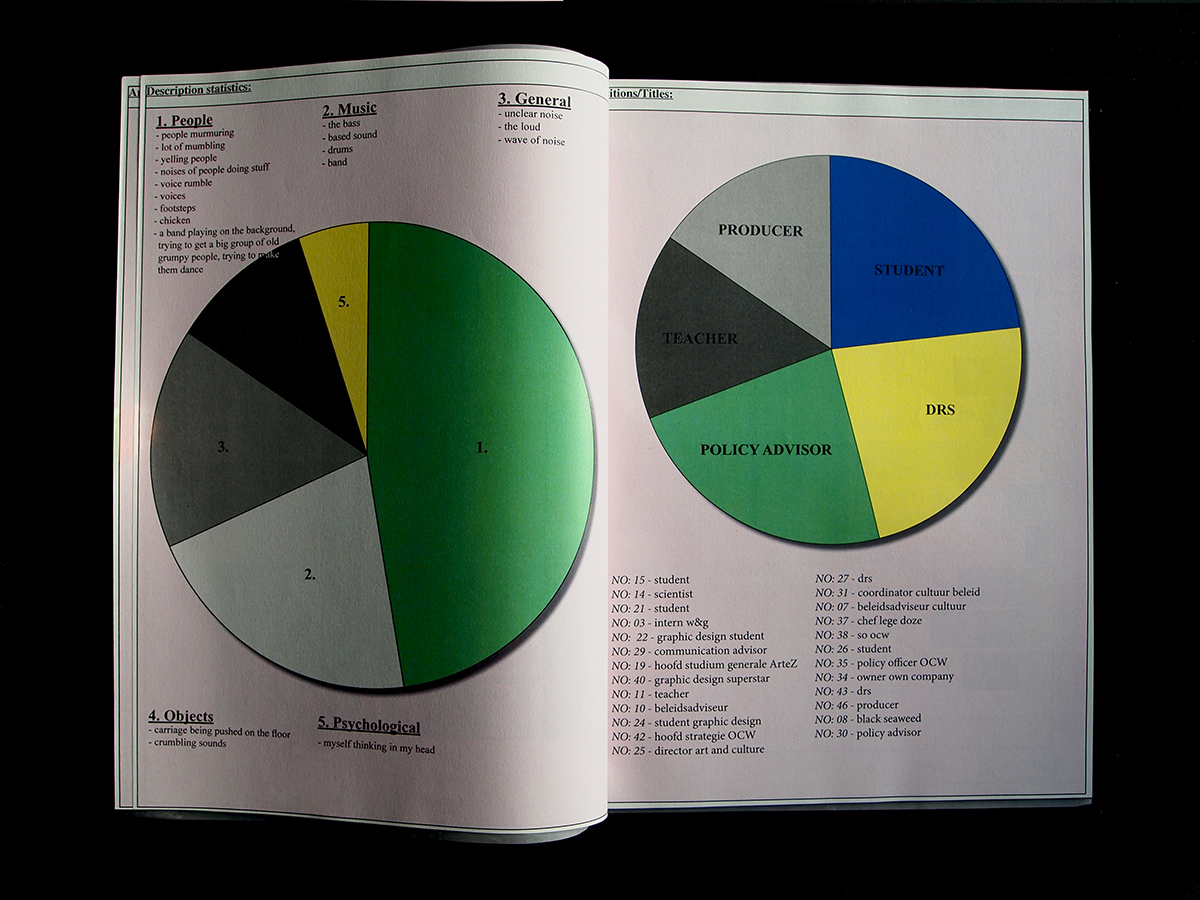 Description statistics:
1. People
- people murmuring
- lot of mumbling
- yelling people
- noises of people doing stuff
- voice rumble
- voices
- footsteps
- chicken
- a band playing on the background,
trying to get a big group of old
grumpy people, trying to make
them dance
2. Music
- the bass
- based sound
- drums
- band
3. General
- unclear noise
- the loud
- wave of noise
5.
3.
1.
2.
4. Objects
- carriage being pushed on the floor
- crumbling sounds
5. Psychological
- myself thinking in my head
itions/Titles:
PRODUCER
STUDENT
TEACHER
DRS
POLICY ADVISOR
NO: 15 - student
NO: 14 - scientist
NO: 21 - student
NO: 03 - intern w&g
NO: 22 - graphic design student
NO: 29 - communication advisor
NO: 19 - hoofd studium generale ArteZ
NO: 40 - graphic design superstar
NO: 11 - teacher
NO: 10 - beleidsadviseur
NO: 24 - student graphic design
NO: 42 - hoofd strategie OCW
NO: 25 - director art and culture
NO: 27 - drs
NO: 31 - coordinator cultuur beleid
NO: 07 - beleidsadviseur cultuur
NO: 37 - chef lege doze
NO: 38 - so ocw
NO: 26 - student
NO: 35 - policy officer OCW
NO: 34 - owner own company
NO: 43 - drs
NO: 46 - producer
NO: 08 - black seaweed
NO: 30 - policy advisor